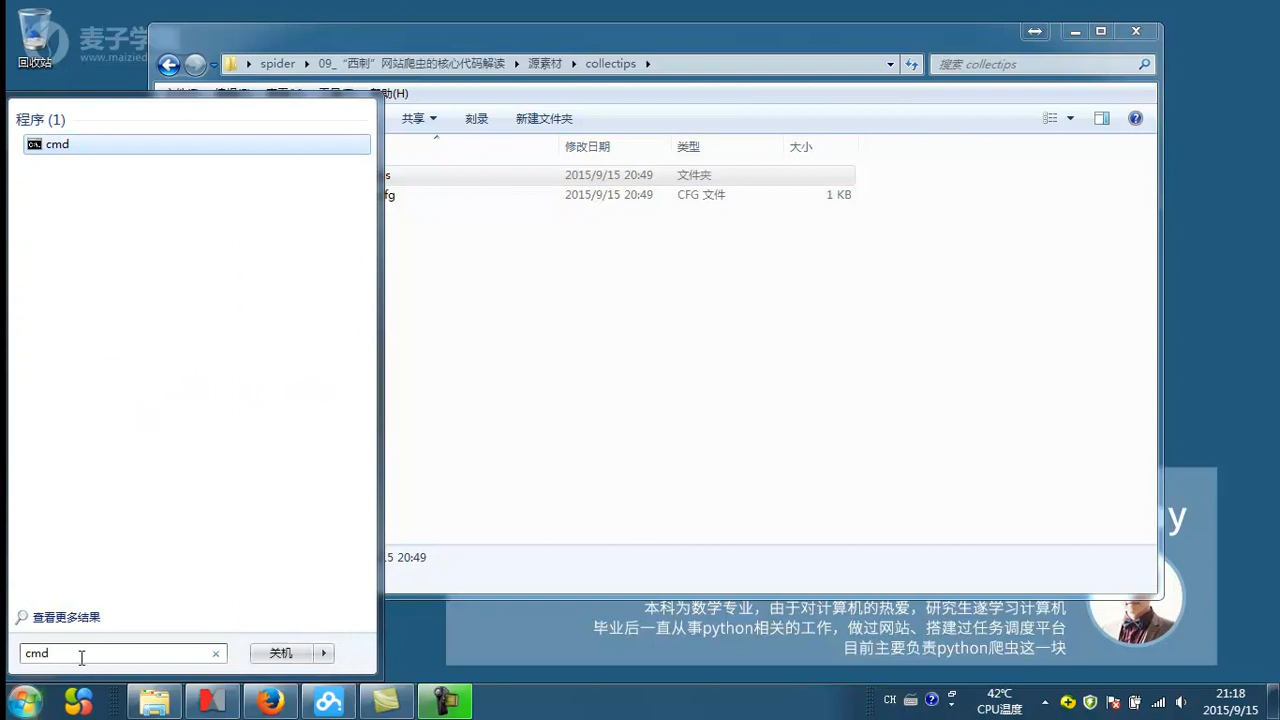 麦子学
www.maizied
回收站
spider
09_“西刺”网站爬虫的核心代码解读
源素材
collectips
搜索 collectips
帮助(H)
共享
刻录
新建文件夹
修改日期
类型
大小
s
2015/9/15 20:49
文件夹
fg
2015/9/15 20:49
CFG 文件
1 KB
程序 (1)
cmd
查看更多结果
cmd
关机
15 20:49
y
本科为数学专业，由于对计算机的热爱，研究生遂学习计算机
毕业后一直从事python相关的工作，做过网站、搭建过任务调度平台
目前主要负责python爬虫这一块
CH
42℃
CPU温度
21:18
2015/9/15